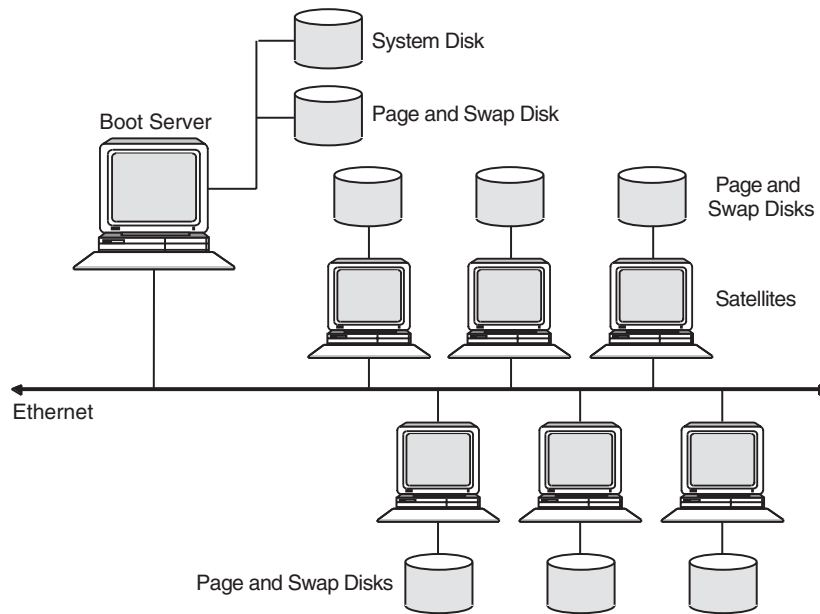 System Disk
Page and Swap Disk
Boot Server
Page and
Swap Disks
Satellites
Ethernet
Page and Swap Disks